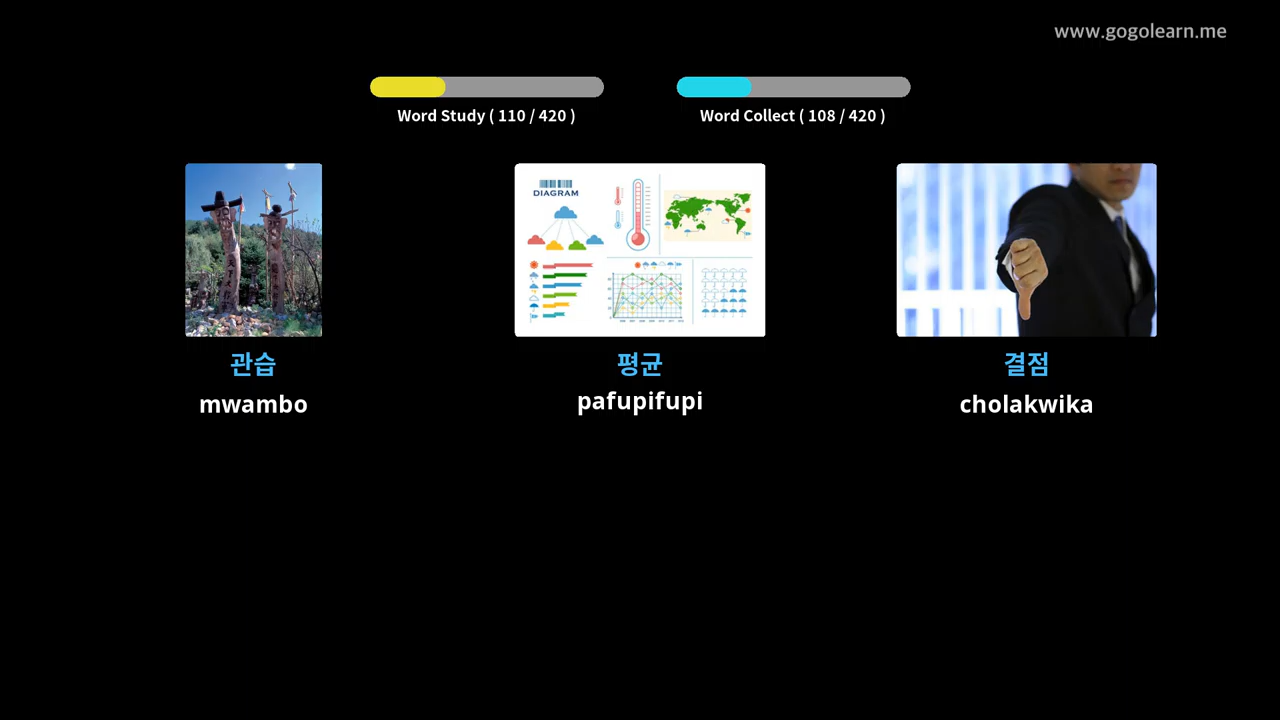 www.gogolearn.me
Word Study ( 110 / 420 )
Word Collect ( 108 / 420 )
DIAGRAM
관습
평균
결점
mwambo
pafupifupi
cholakwika